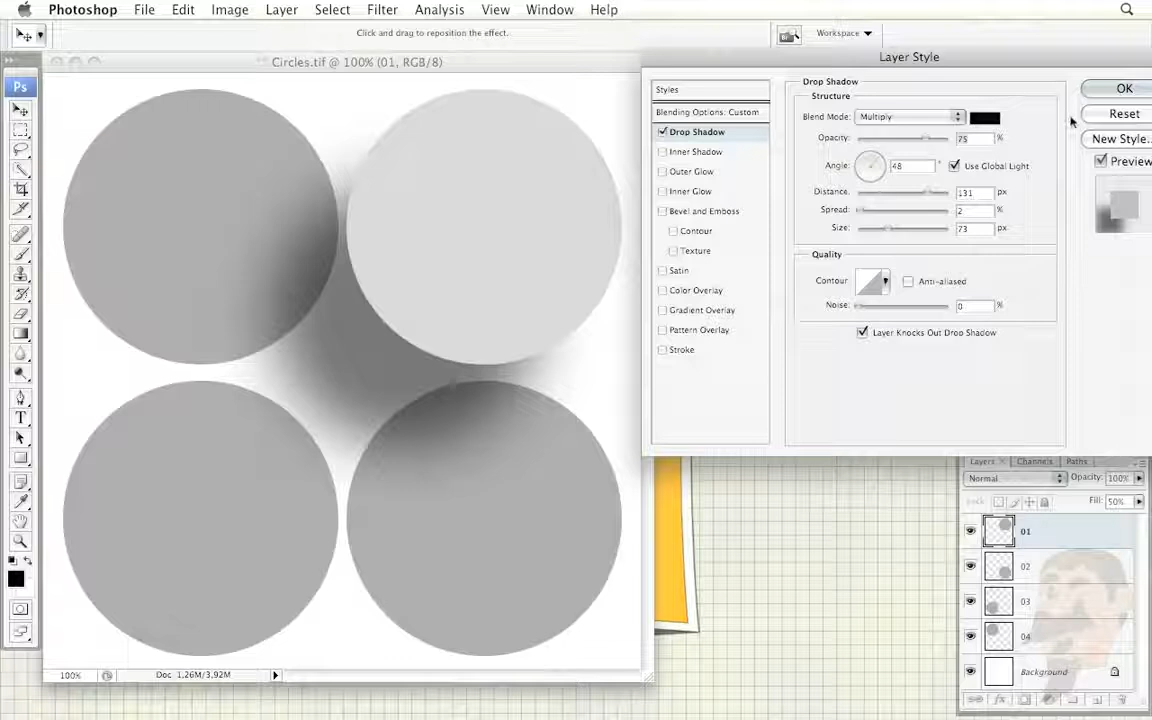 Photoshop File Edit Image Layer Select Filter Analysis View Window Help
Click and drag to reposition the effect.
Workspace
Circles.tif @ 100% (01, RGB/8)
Layer Style
Ps
T
Styles
Blending Options: Custom
Drop Shadow
Inner Shadow
Outer Glow
Inner Glow
Bevel and Emboss
Contour
Texture
Satin
Color Overlay
Gradient Overlay
Pattern Overlay
Stroke
Drop Shadow
Structure
Blend Mode: Multiply
Opacity: 75 %
Angle: 48 °
Use Global Light
Distance: 131 px
Spread: 2 %
Size: 73 px
Quality
Contour:
Anti-aliased
Noise: 0 %
Layer Knocks Out Drop Shadow
OK
Reset
New Style...
Preview
Layers Channels Paths
Normal Opacity: 100%
Fill: 50%
01
02
03
04
Background
100% Doc 1,26M/3,92M